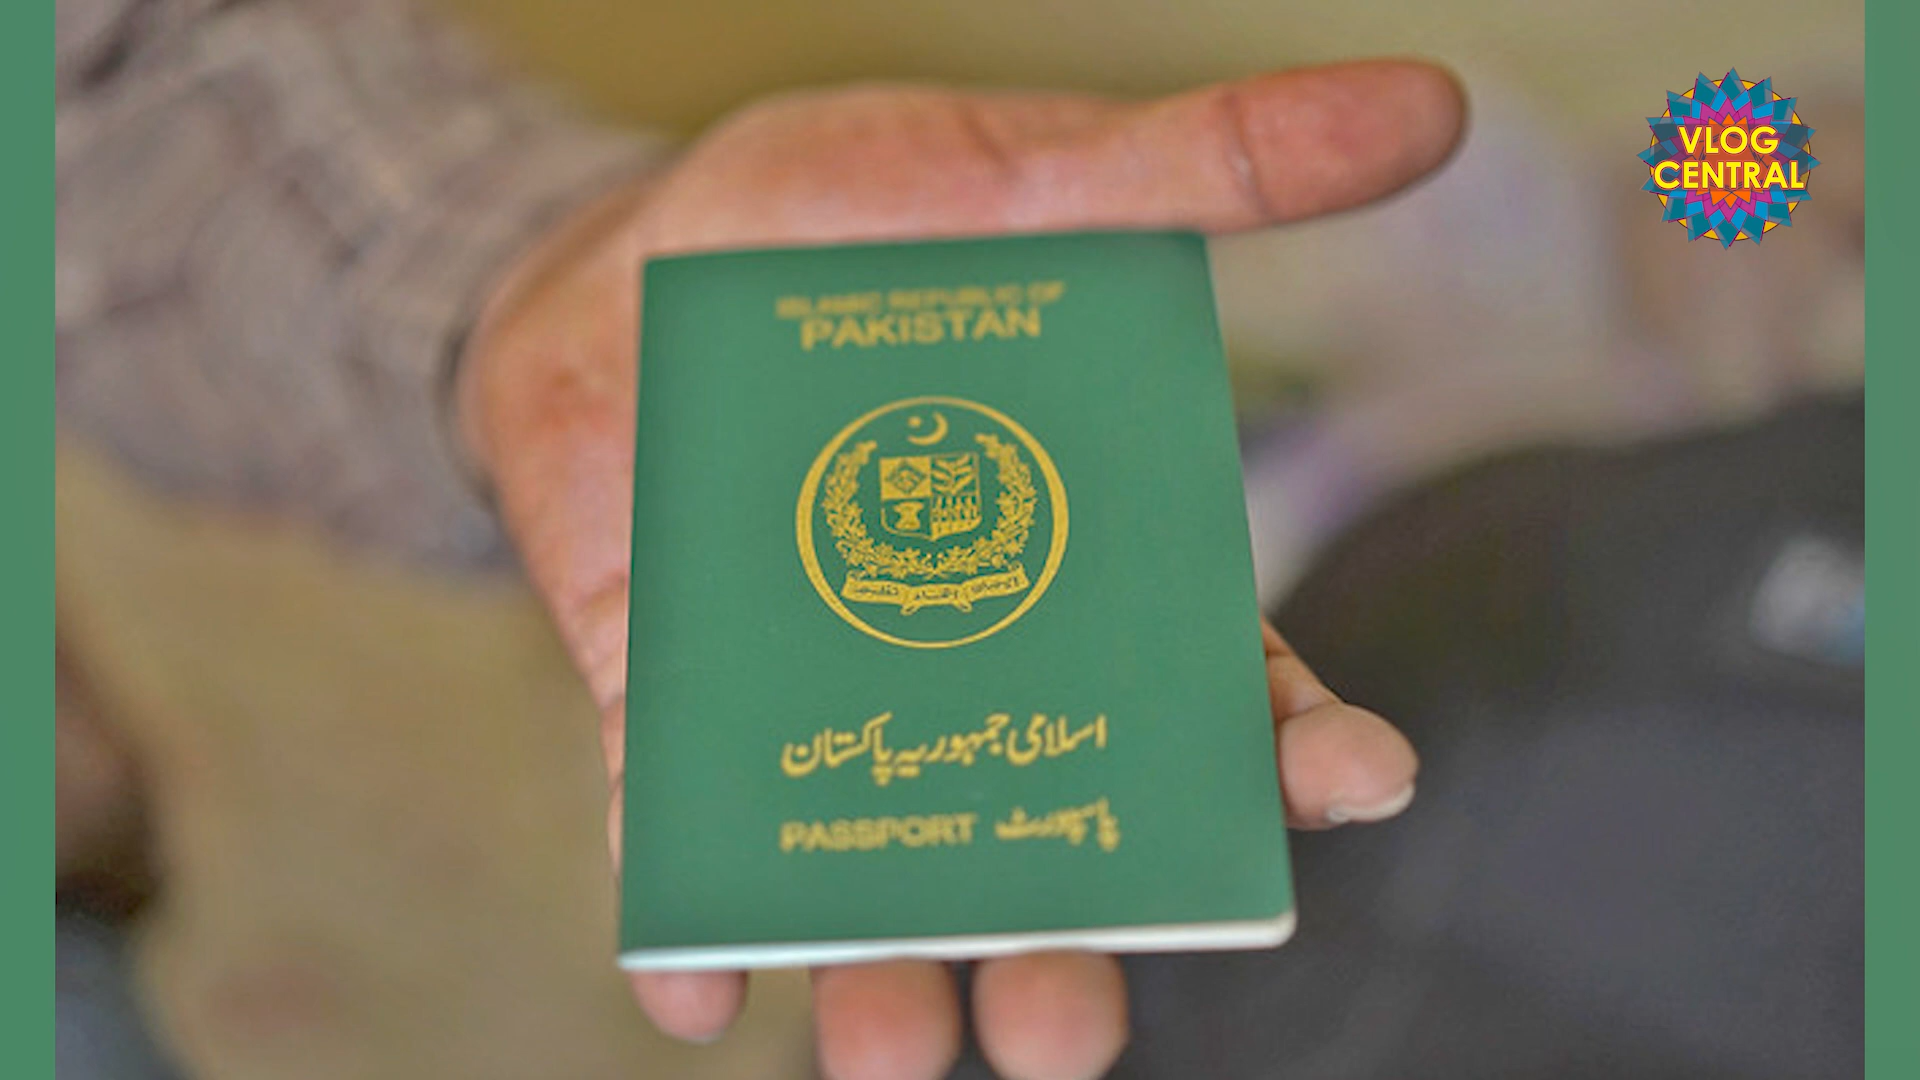 ISLAMIC REPUBLIC OF
PAKISTAN
اسلامی جمہوریہ پاکستان
PASSPORT پاسپورٹ
VLOG
CENTRAL